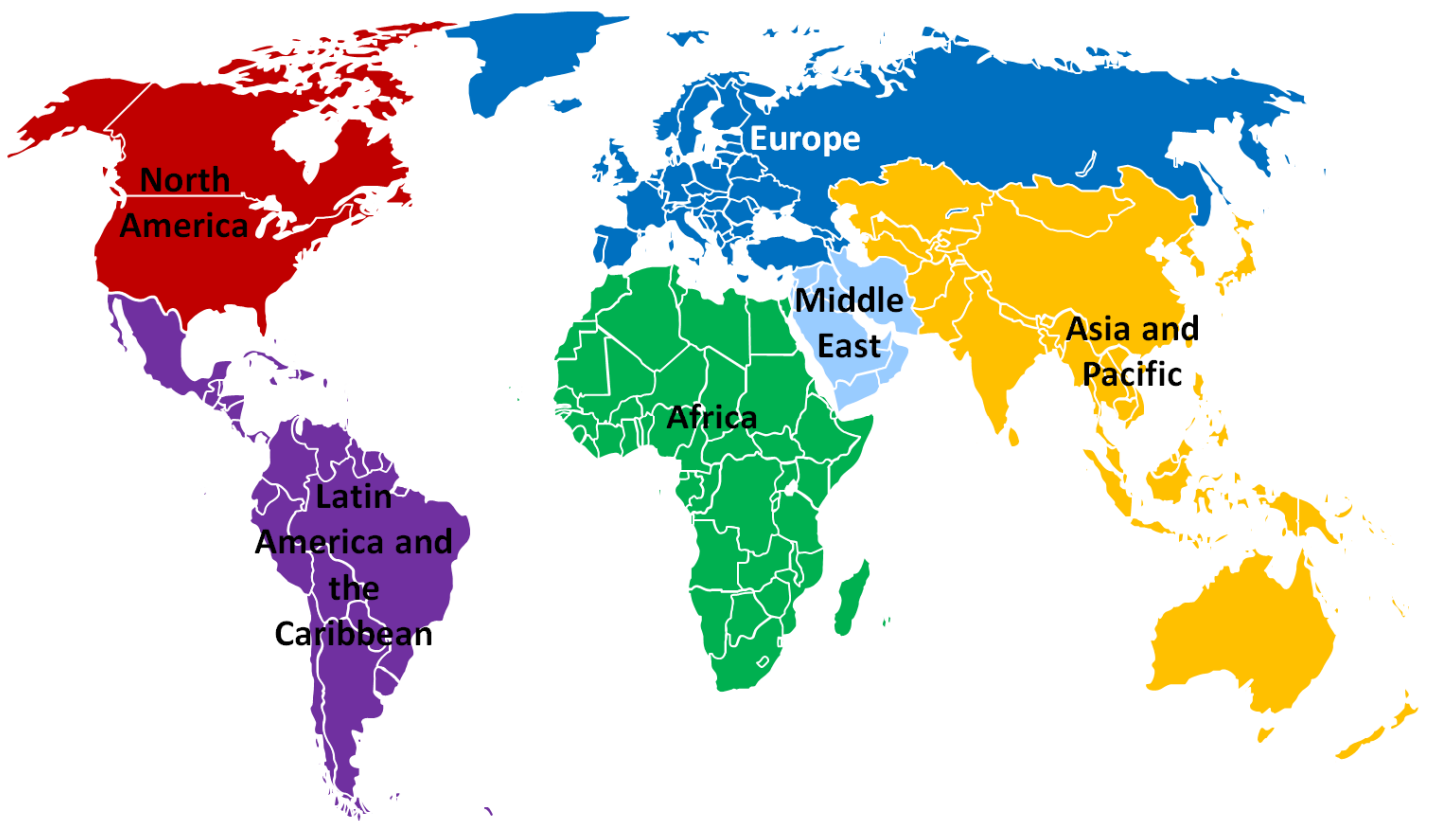 North
America
Europe
Middle
East
Asia and
Pacific
Africa
Latin
America and
the
Caribbean